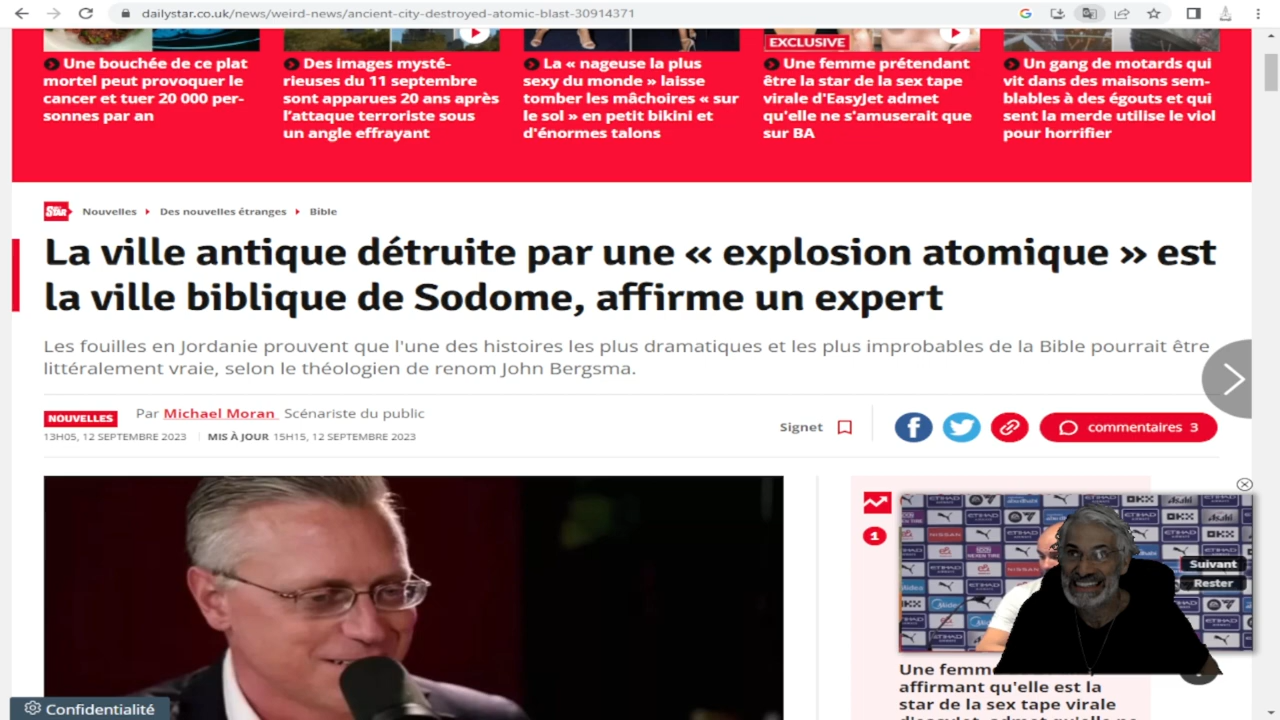 dailystar.co.uk/news/weird-news/ancient-city-destroyed-atomic-blast-30914371
EXCLUSIVE
Une bouchée de ce plat
mortel peut provoquer le
cancer et tuer 20 000 per-
sonnes par an
Des images mysté-
rieuses du 11 septembre
sont apparues 20 ans après
l'attaque terroriste sous
un angle effrayant
La « nageuse la plus
sexy du monde » laisse
tomber les mâchoires « sur
le sol » en petit bikini et
d'énormes talons
Une femme prétendant
être la star de la sex tape
virale d'EasyJet admet
qu'elle ne s'amuserait que
sur BA
Un gang de motards qui
vit dans des maisons sem-
blables à des égouts et qui
sent la merde utilise le viol
pour horrifier
STAR Nouvelles Des nouvelles étranges Bible
La ville antique détruite par une « explosion atomique » est
la ville biblique de Sodome, affirme un expert
Les fouilles en Jordanie prouvent que l'une des histoires les plus dramatiques et les plus improbables de la Bible pourrait être
littéralement vraie, selon le théologien de renom John Bergsma.
NOUVELLES Par Michael Moran Scénariste du public
13H05, 12 SEPTEMBRE 2023 MIS À JOUR 15H15, 12 SEPTEMBRE 2023
Signet
commentaires 3
1
Suivant
Rester
Une femme
affirmant qu'elle est la
star de la sex tape virale
Confidentialité